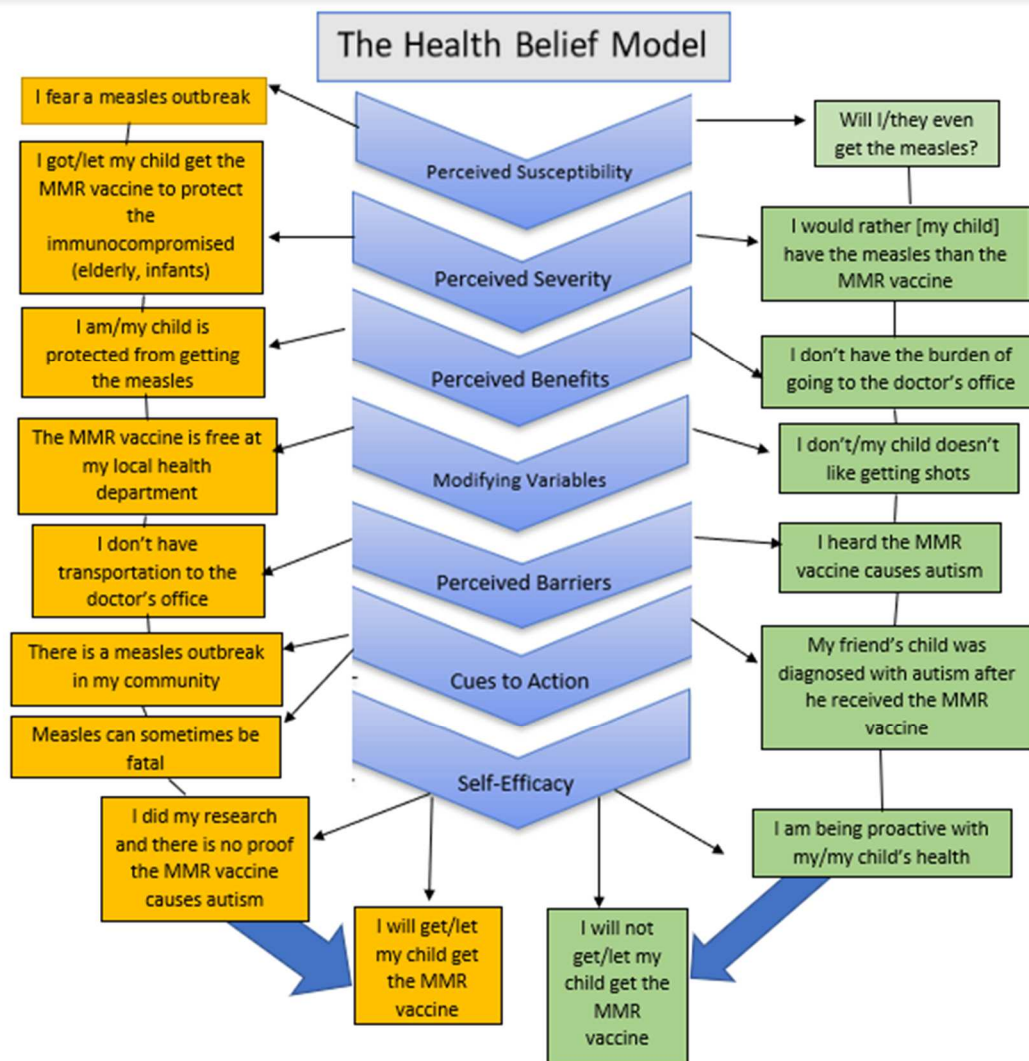 The Health Belief Model
I fear a measles outbreak
I got/let my child get the
MMR vaccine to protect
the
immunocompromised
(elderly, infants)
I am/my child is
protected from getting
the measles
The MMR vaccine is free at
my local health
department
I don't have
transportation to the
doctor's office
There is a measles outbreak
in my community
Measles can sometimes be
fatal
I did my research
and there is no proof
the MMR vaccine
causes autism
Perceived Susceptibility
Perceived Severity
Perceived Benefits
Modifying Variables
Perceived Barriers
Cues to Action
Self-Efficacy
Will I/they even
get the measles?
I would rather [my child]
have the measles than the
MMR vaccine
I don't have the burden of
going to the doctor's office
I don't/my child doesn't
like getting shots
I heard the MMR
vaccine causes autism
My friend's child was
diagnosed with autism after
he received the MMR
vaccine
I am being proactive with
my/my child's health
I will get/let
my child get
the MMR
vaccine
I will not
get/let my
child get the
MMR
vaccine